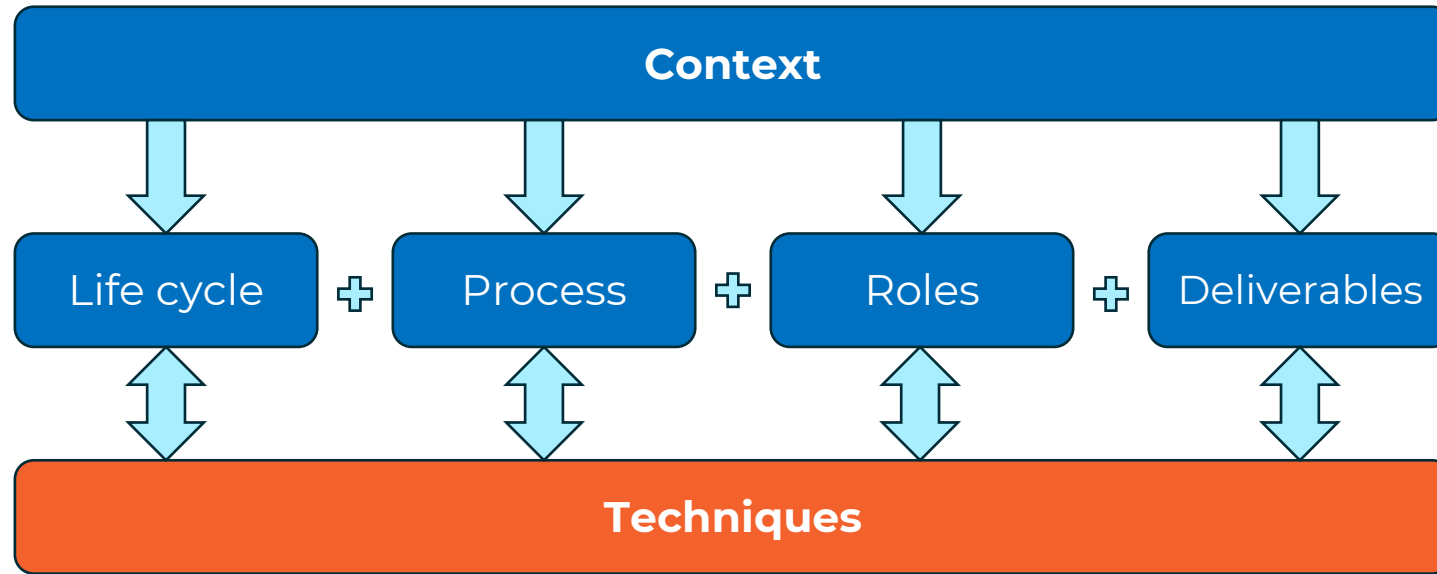 Context
Life cycle
Process
Roles
Deliverables
Techniques